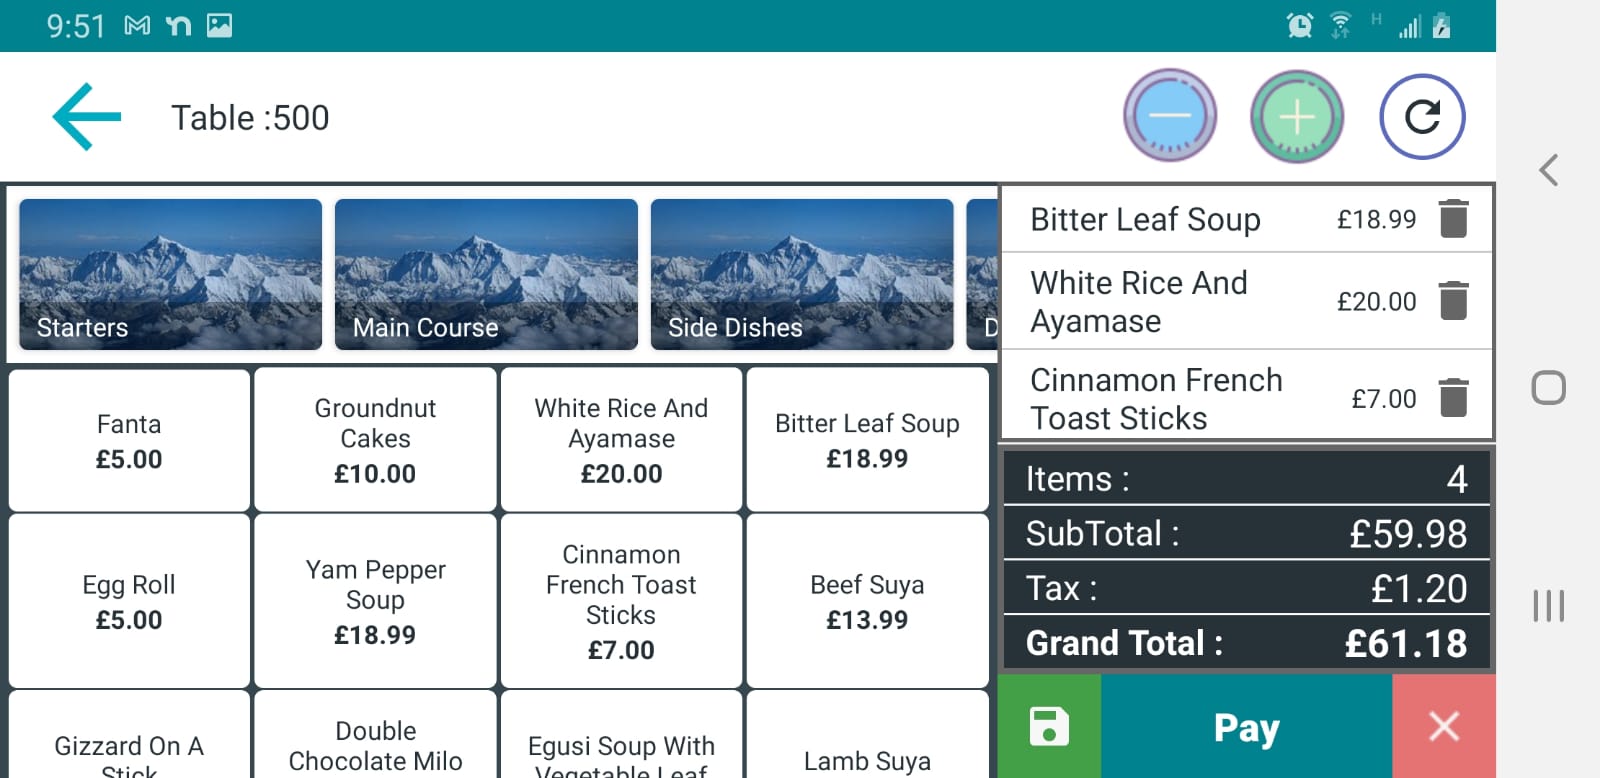 9:51
H
Table :500
Starters
Main Course
Side Dishes
D
Fanta
£5.00
Groundnut
Cakes
£10.00
White Rice And
Ayamase
£20.00
Bitter Leaf Soup
£18.99
Egg Roll
£5.00
Yam Pepper
Soup
£18.99
Cinnamon
French Toast
Sticks
£7.00
Beef Suya
£13.99
Gizzard On A
Stick
Double
Chocolate Milo
Egusi Soup With
Vegetable Leaf
Lamb Suya
Bitter Leaf Soup £18.99
White Rice And
Ayamase £20.00
Cinnamon French
Toast Sticks £7.00
Items : 4
SubTotal : £59.98
Tax : £1.20
Grand Total : £61.18
Pay